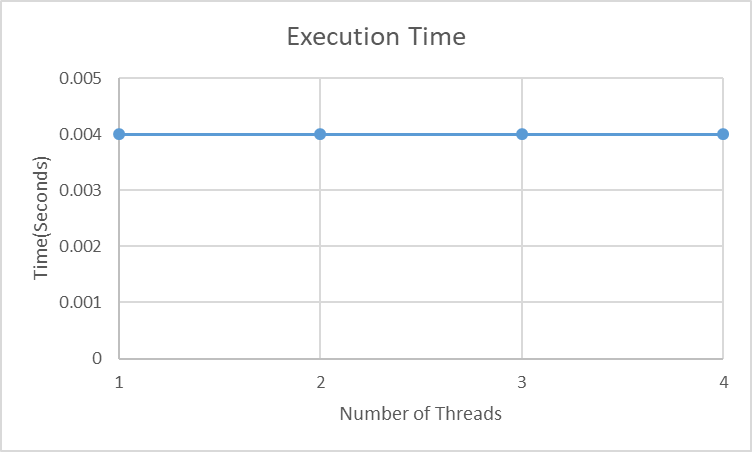 Execution Time
0.005
0.004
0.003
0.002
0.001
0
Time(Seconds)
1 2 3 4
Number of Threads